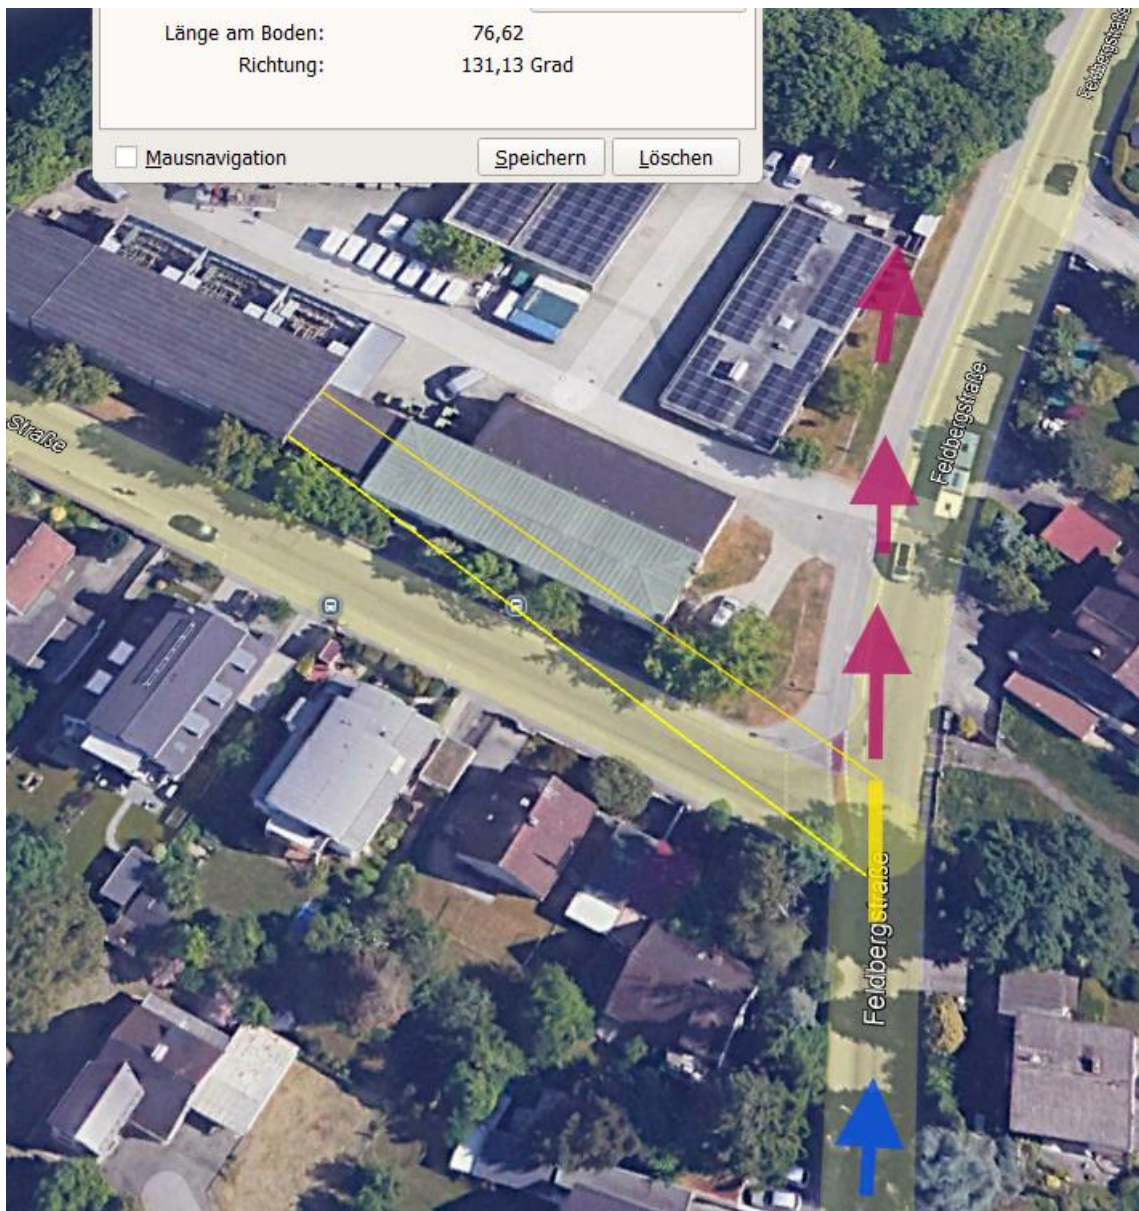 Länge am Boden: 76,62
Richtung: 131,13 Grad
Mausnavigation Speichern Löschen
Feldbergstraße
Feldbergstraße
Straße
Feldbergstraße